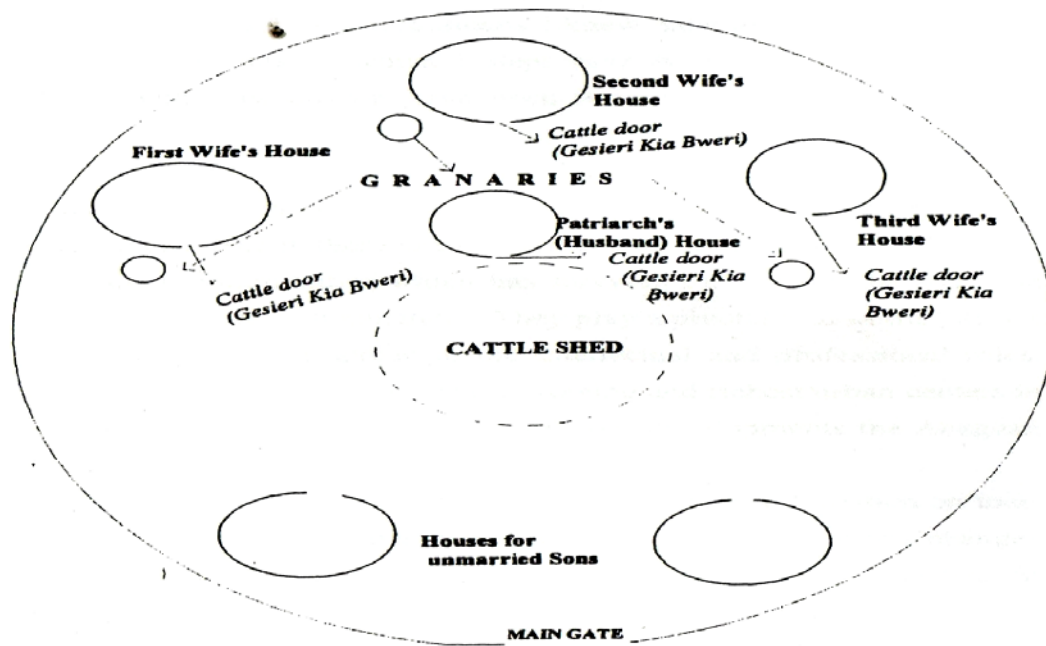 Second Wife's
House
Cattle door
(Gesieri Kia Bweri)
First Wife's House
GRANARIES
Patriarch's
(Husband) House
Cattle door
(Gesieri Kia
Bweri)
Third Wife's
House
Cattle door
(Gesieri Kia
Bweri)
Cattle door
(Gesieri Kia Bweri)
CATTLE SHED
Houses for
unmarried Sons
MAIN GATE